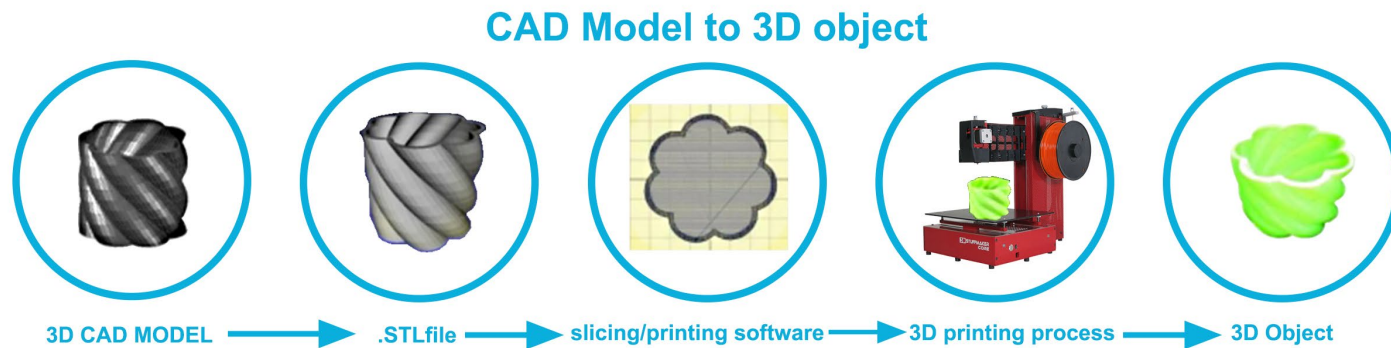 CAD Model to 3D object
3D CAD MODEL
.STLfile
slicing/printing software
3D printing process
3D Object